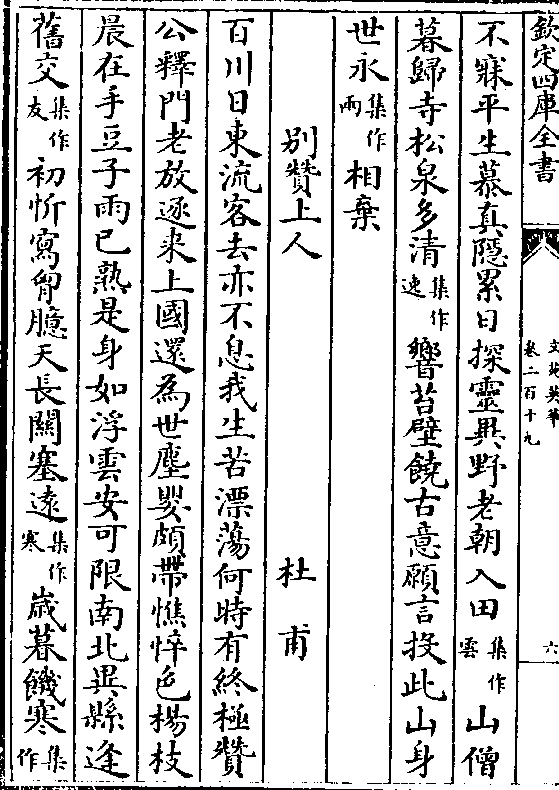 欽定四庫全書
文苑英華
卷二百十九
六
不寐平生慕真隠累日探靈異野老朝入田集作雲山僧
暮歸寺松泉多清集作速響苔壁饒古意願言投此山身
世永集作兩相棄
别贊上人 杜甫
百川日東流客去亦不息我生苦漂蕩何時有終極贊
公釋門老放逐来上國還為世塵嬰頗帶憔悴色楊枝
晨在手豆子雨已熟是身如浮雲安可限南北異縣逢
舊交集作友初忻寫胷臆天長關塞逺集作寒嵗暮饑寒集作